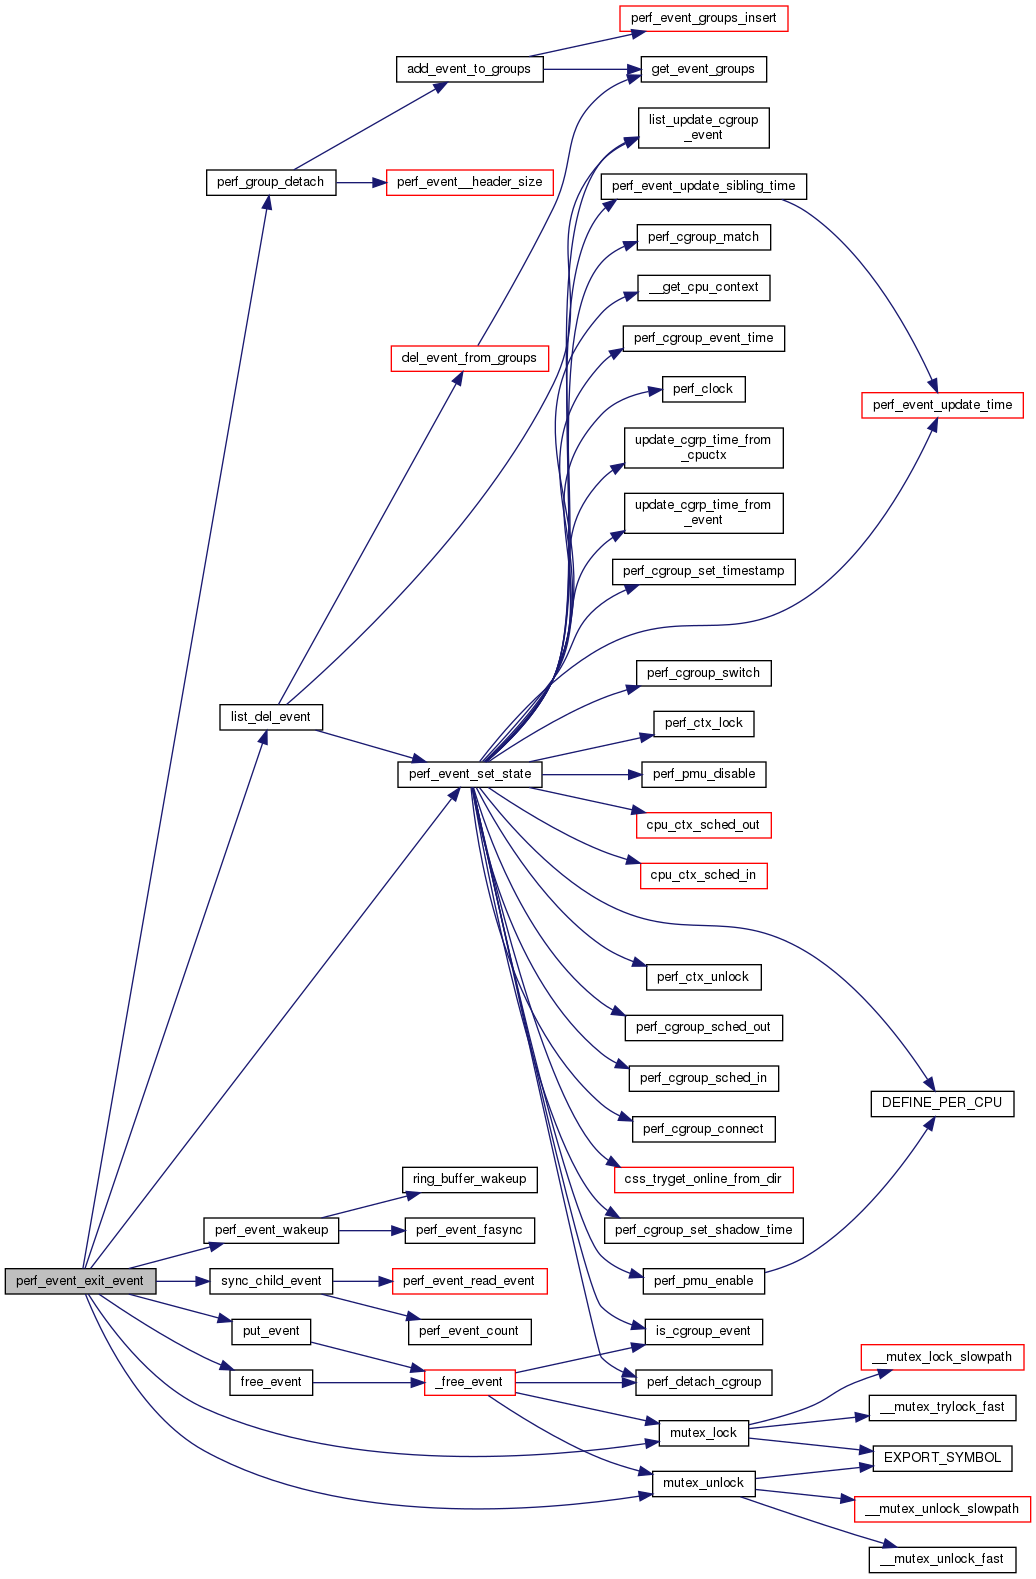 perf_event_groups_insert
add_event_to_groups
get_event_groups
list_update_cgroup
_event
perf_group_detach
perf_event__header_size
perf_event_update_sibling_time
perf_cgroup_match
__get_cpu_context
perf_cgroup_event_time
del_event_from_groups
perf_clock
perf_event_update_time
update_cgrp_time_from
_cpuctx
update_cgrp_time_from
_event
perf_cgroup_set_timestamp
perf_cgroup_switch
list_del_event
perf_ctx_lock
perf_event_set_state
perf_pmu_disable
cpu_ctx_sched_out
cpu_ctx_sched_in
perf_ctx_unlock
perf_cgroup_sched_out
perf_cgroup_sched_in
DEFINE_PER_CPU
perf_cgroup_connect
ring_buffer_wakeup
css_tryget_online_from_dir
perf_event_wakeup
perf_event_fasync
perf_cgroup_set_shadow_time
perf_event_exit_event
sync_child_event
perf_event_read_event
perf_pmu_enable
put_event
perf_event_count
is_cgroup_event
__mutex_lock_slowpath
free_event
_free_event
perf_detach_cgroup
__mutex_trylock_fast
mutex_lock
EXPORT_SYMBOL
mutex_unlock
__mutex_unlock_slowpath
__mutex_unlock_fast